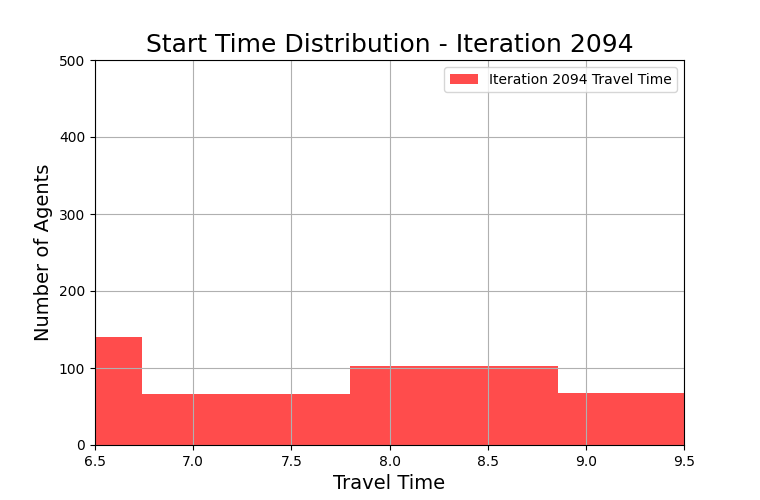 Start Time Distribution - Iteration 2094
Iteration 2094 Travel Time
Number of Agents
500
400
300
200
100
0
6.5 7.0 7.5 8.0 8.5 9.0 9.5
Travel Time